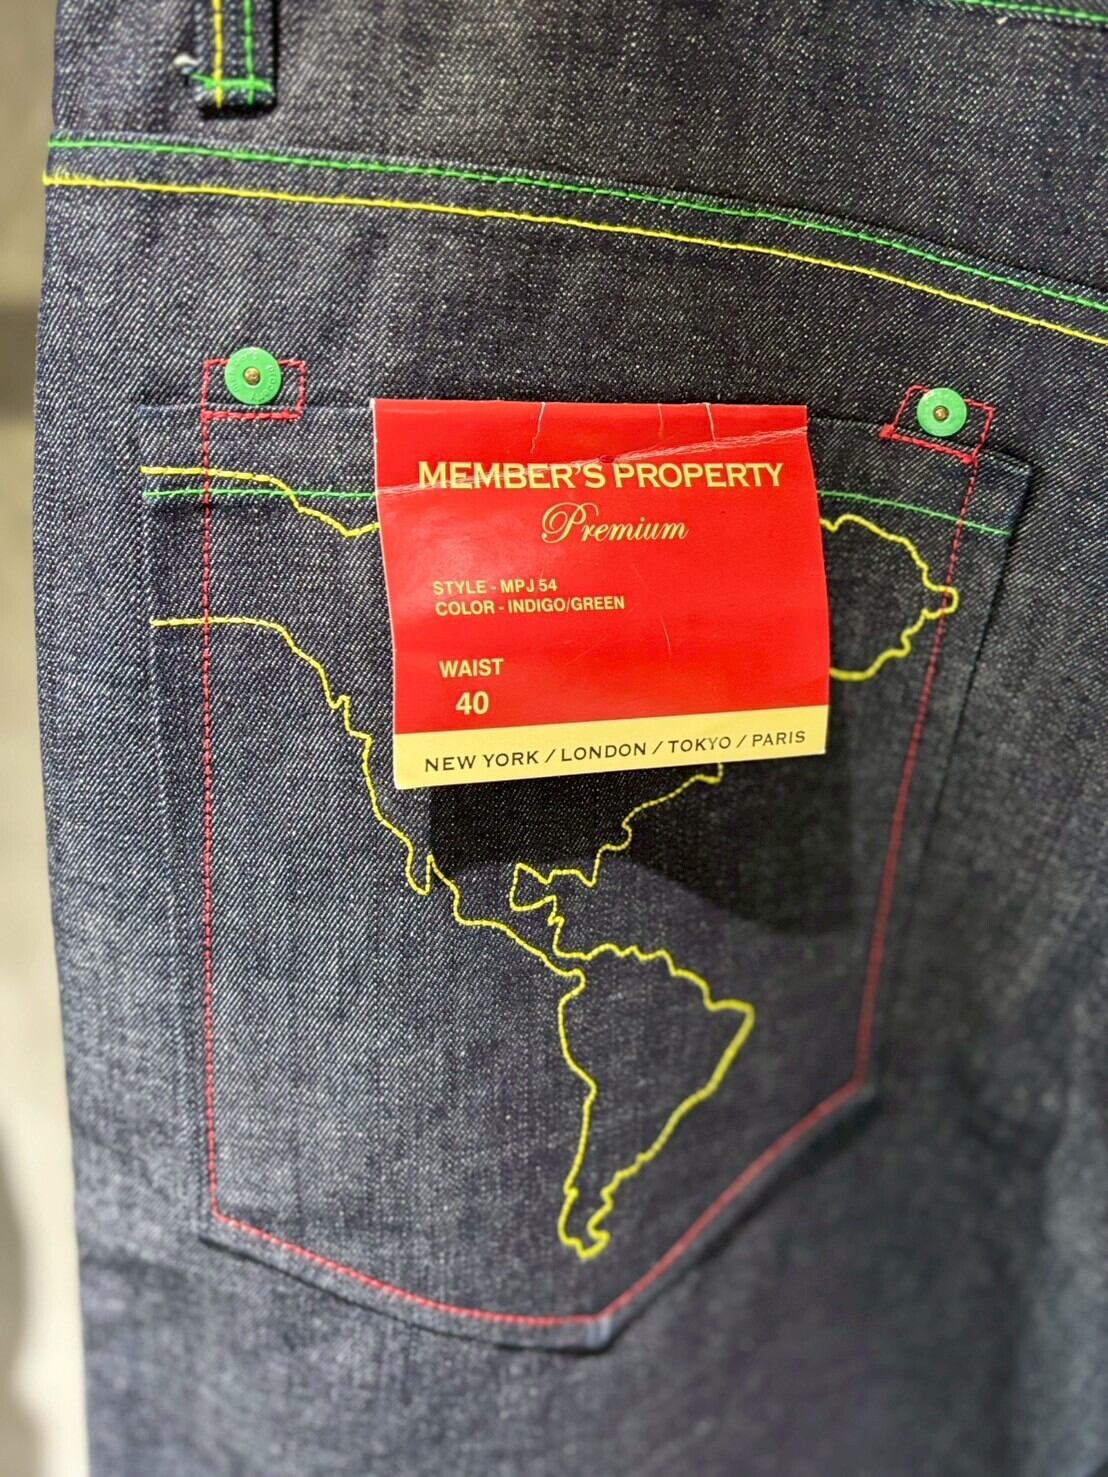 MEMBER'S PROPERTY
Premium
STYLE - MPJ 54
COLOR - INDIGO/GREEN
WAIST
40
NEW YORK / LONDON / TOKYO / PARIS